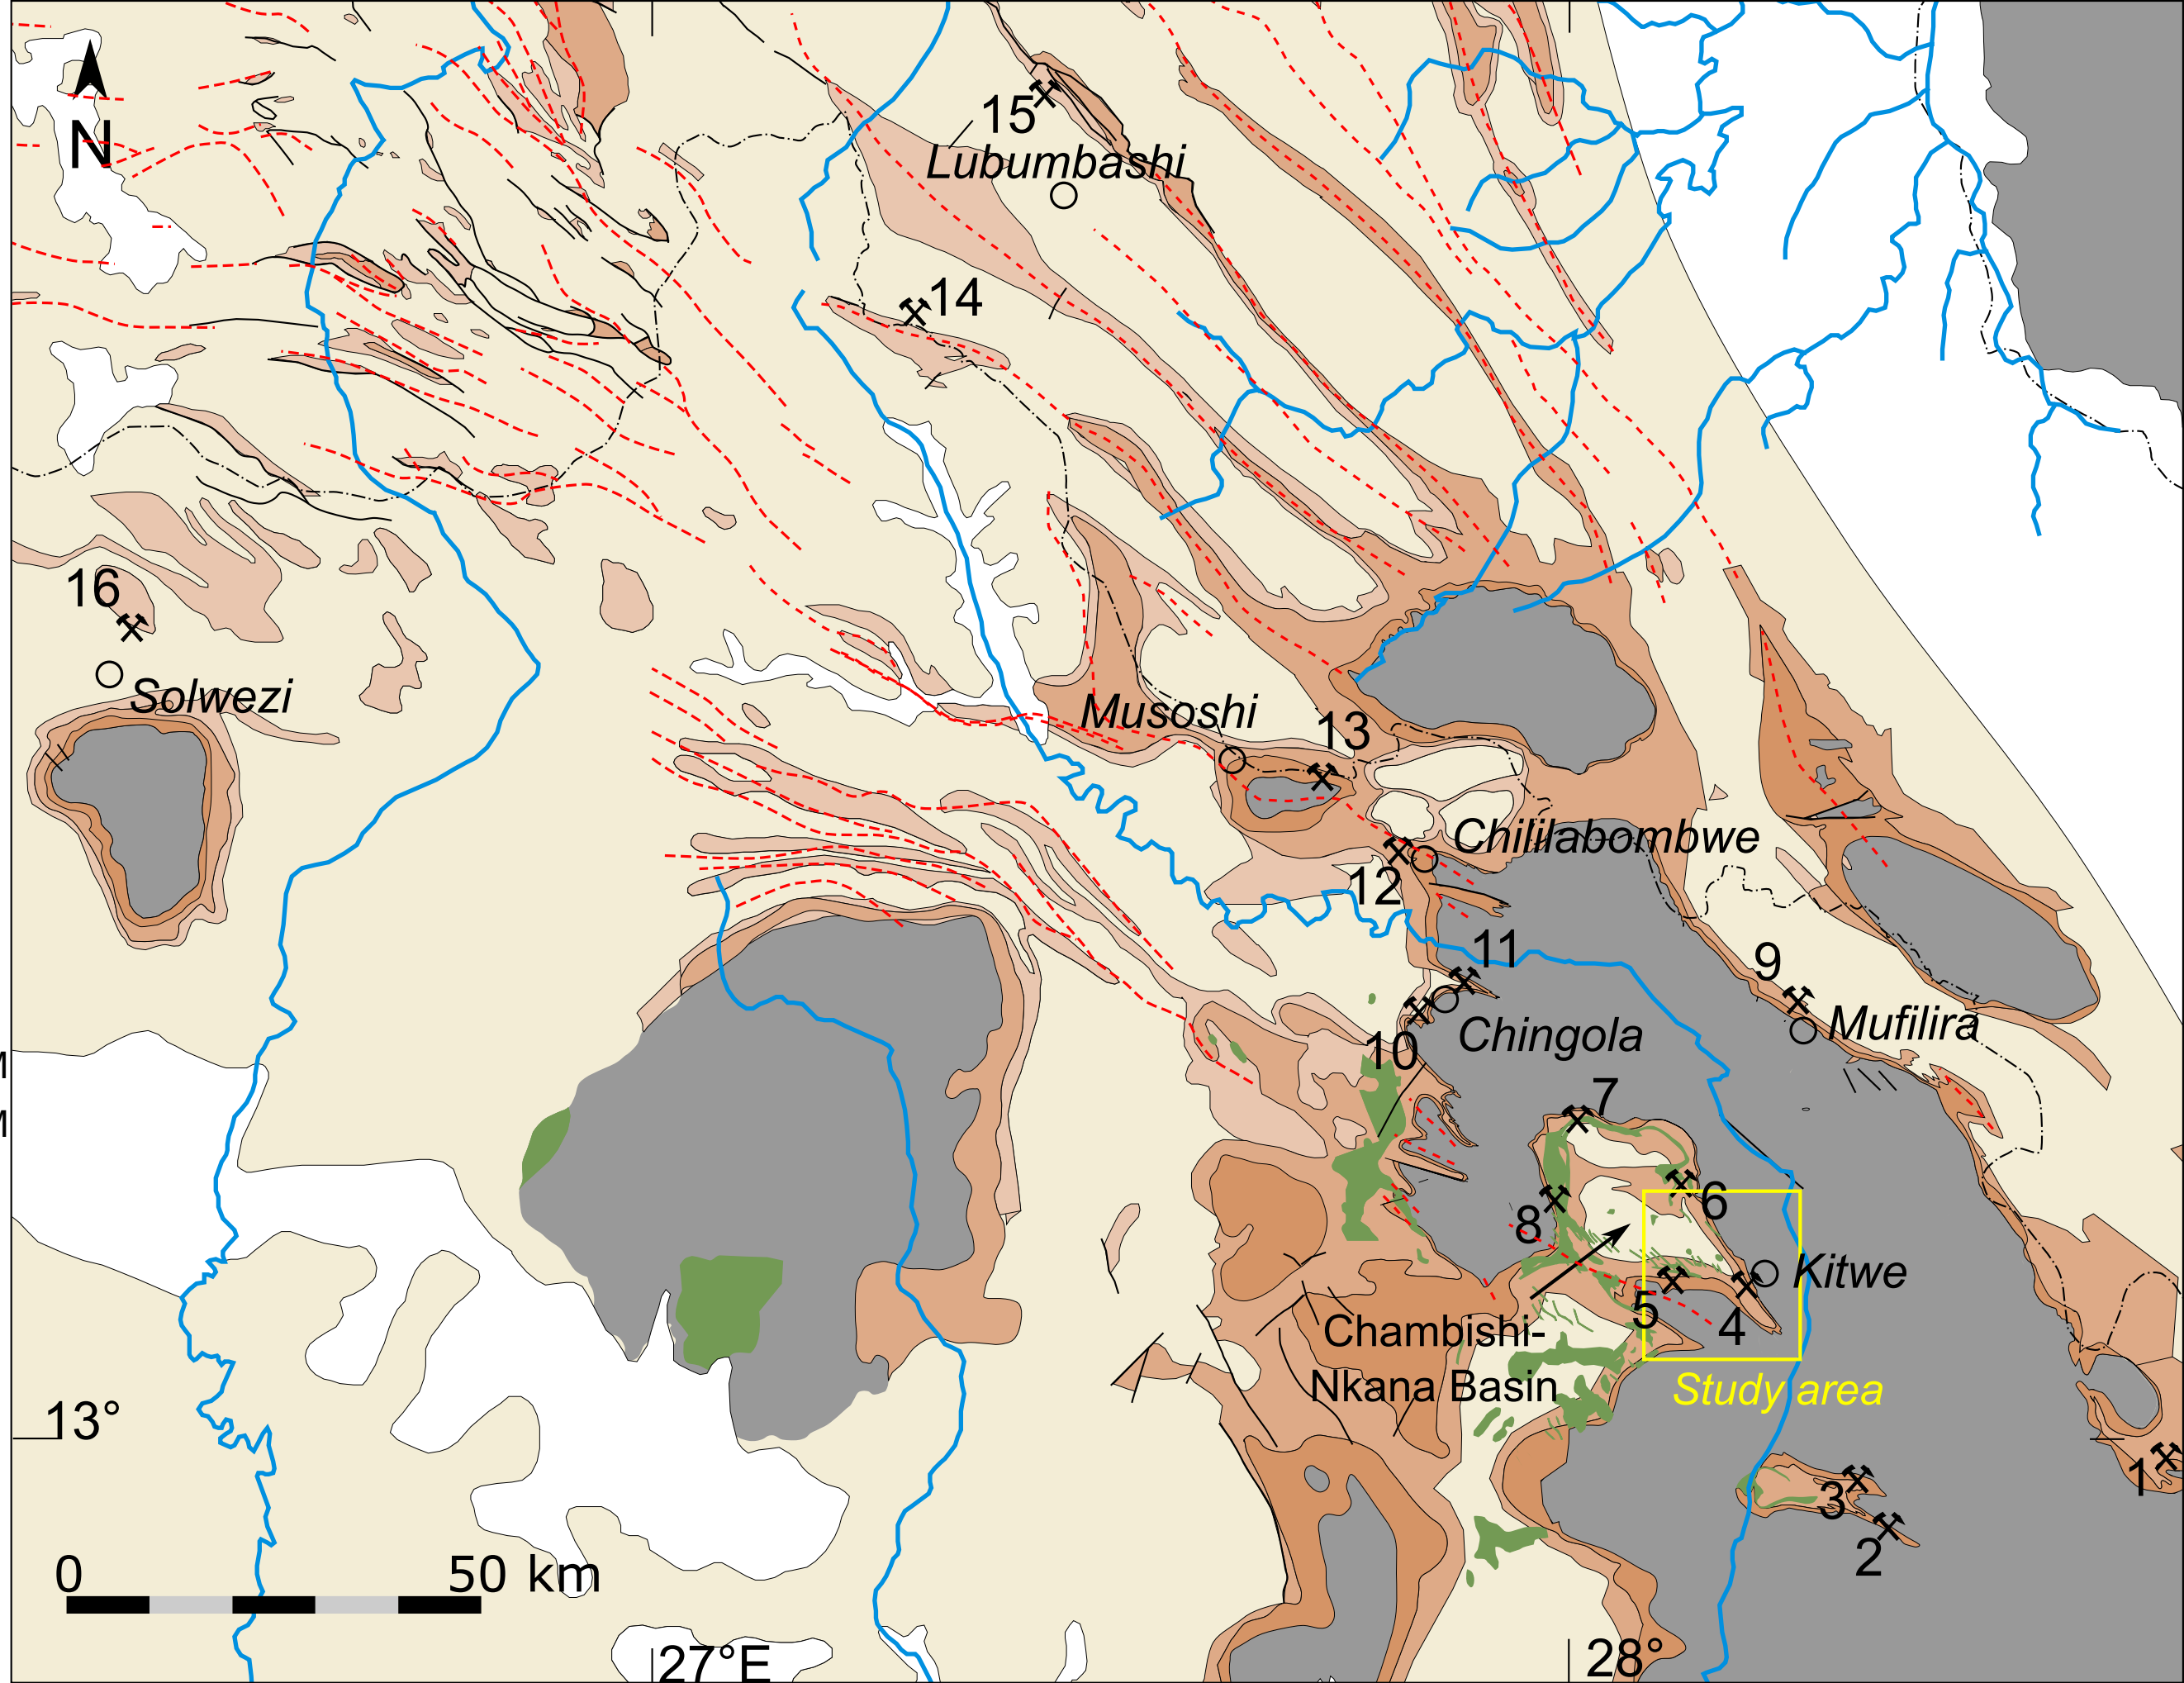 15
N
Lubumbashi
14
16
Solwezi
Musoshi
13
Chililabombwe
12
11
9
Mufilira
Chingola
10
M
7
M
6
8
Kitwe
5
4
Chambishi-
Nkana Basin
Study area
13°
1
3
2
0
50 km
27°E
28°